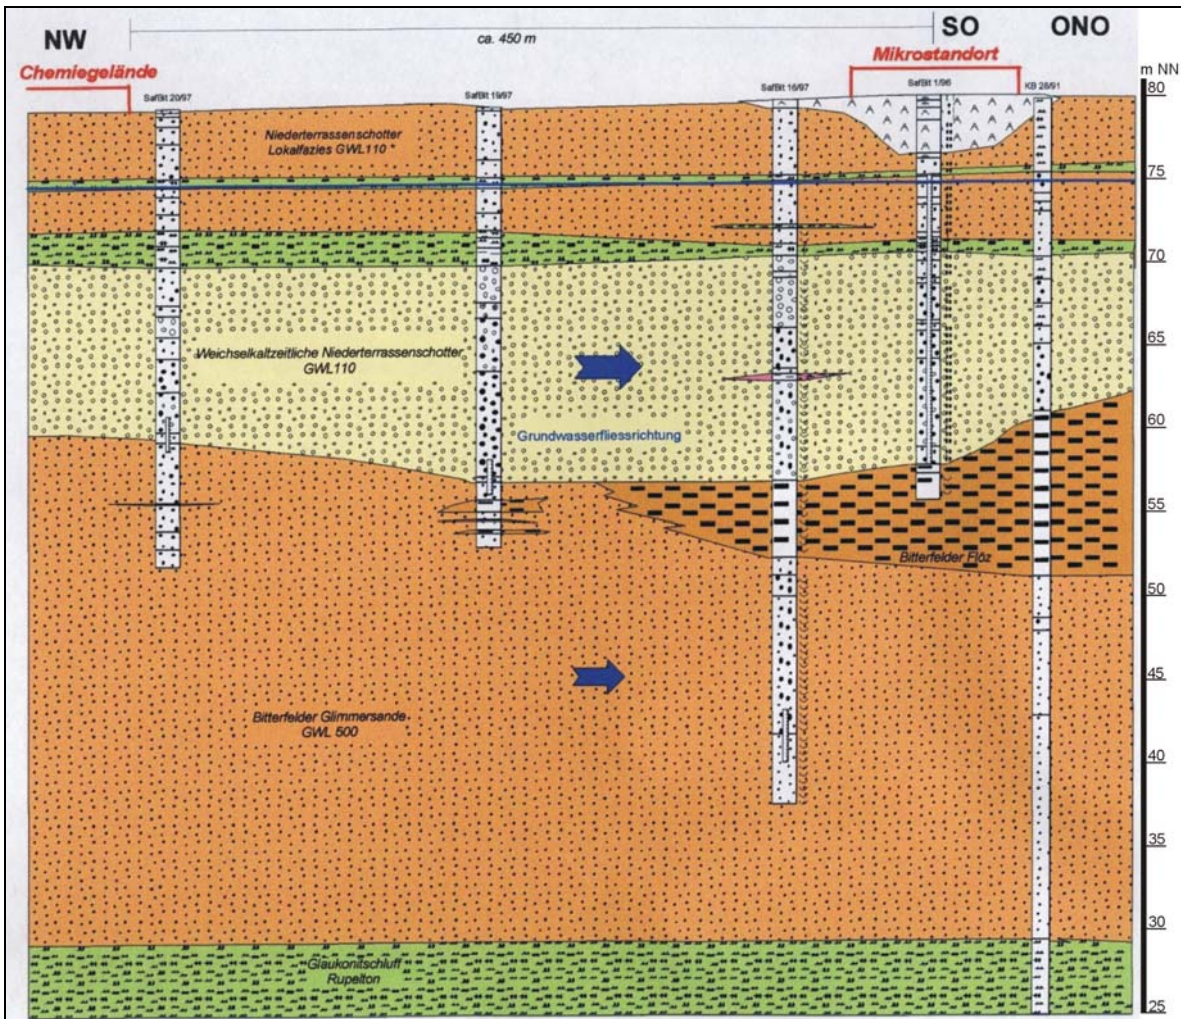 NW
ca. 450 m
SO
ONO
Chemiegelände
Mikrostandort
m NN
SafBit 20/97
SafBit 19/97
SafBit 16/97
SafBit 1/96
KB 28/91
80
Niederterrassenschotter
Lokalfazies GWL110 *
75
70
65
Weichselkaltzeitliche Niederterrassenschotter
GWL110
60
Grundwasserfliessrichtung
55
Bitterfelder Flöz
50
45
Bitterfelder Glimmersande
GWL 500
40
35
30
Glaukonitschluff
Rupelton
25